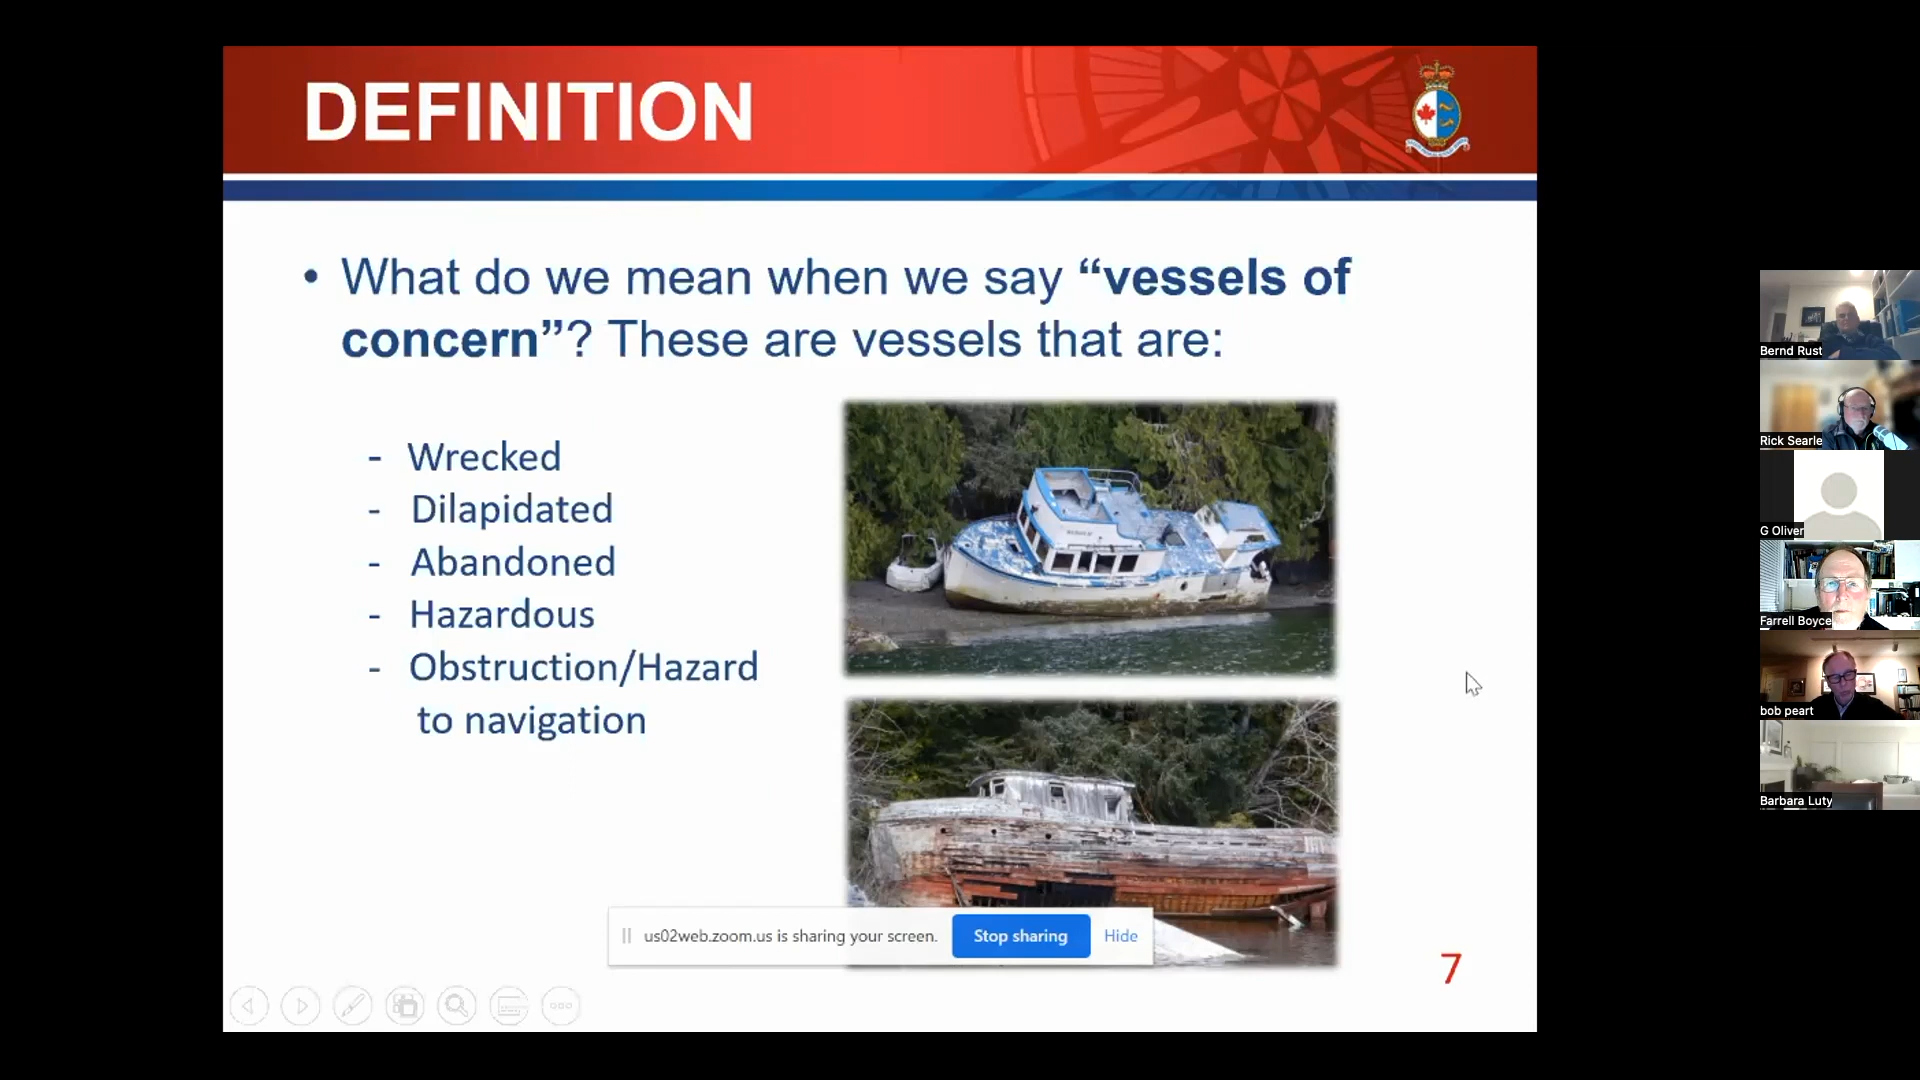 DEFINITION
• What do we mean when we say “vessels of
concern”? These are vessels that are:
- Wrecked
- Dilapidated
- Abandoned
- Hazardous
- Obstruction/Hazard
to navigation
us02web.zoom.us is sharing your screen.
Stop sharing
Hide
7
Bernd Rust
Rick Searle
G Oliver
Farrell Boyce
bob peart
Barbara Luty